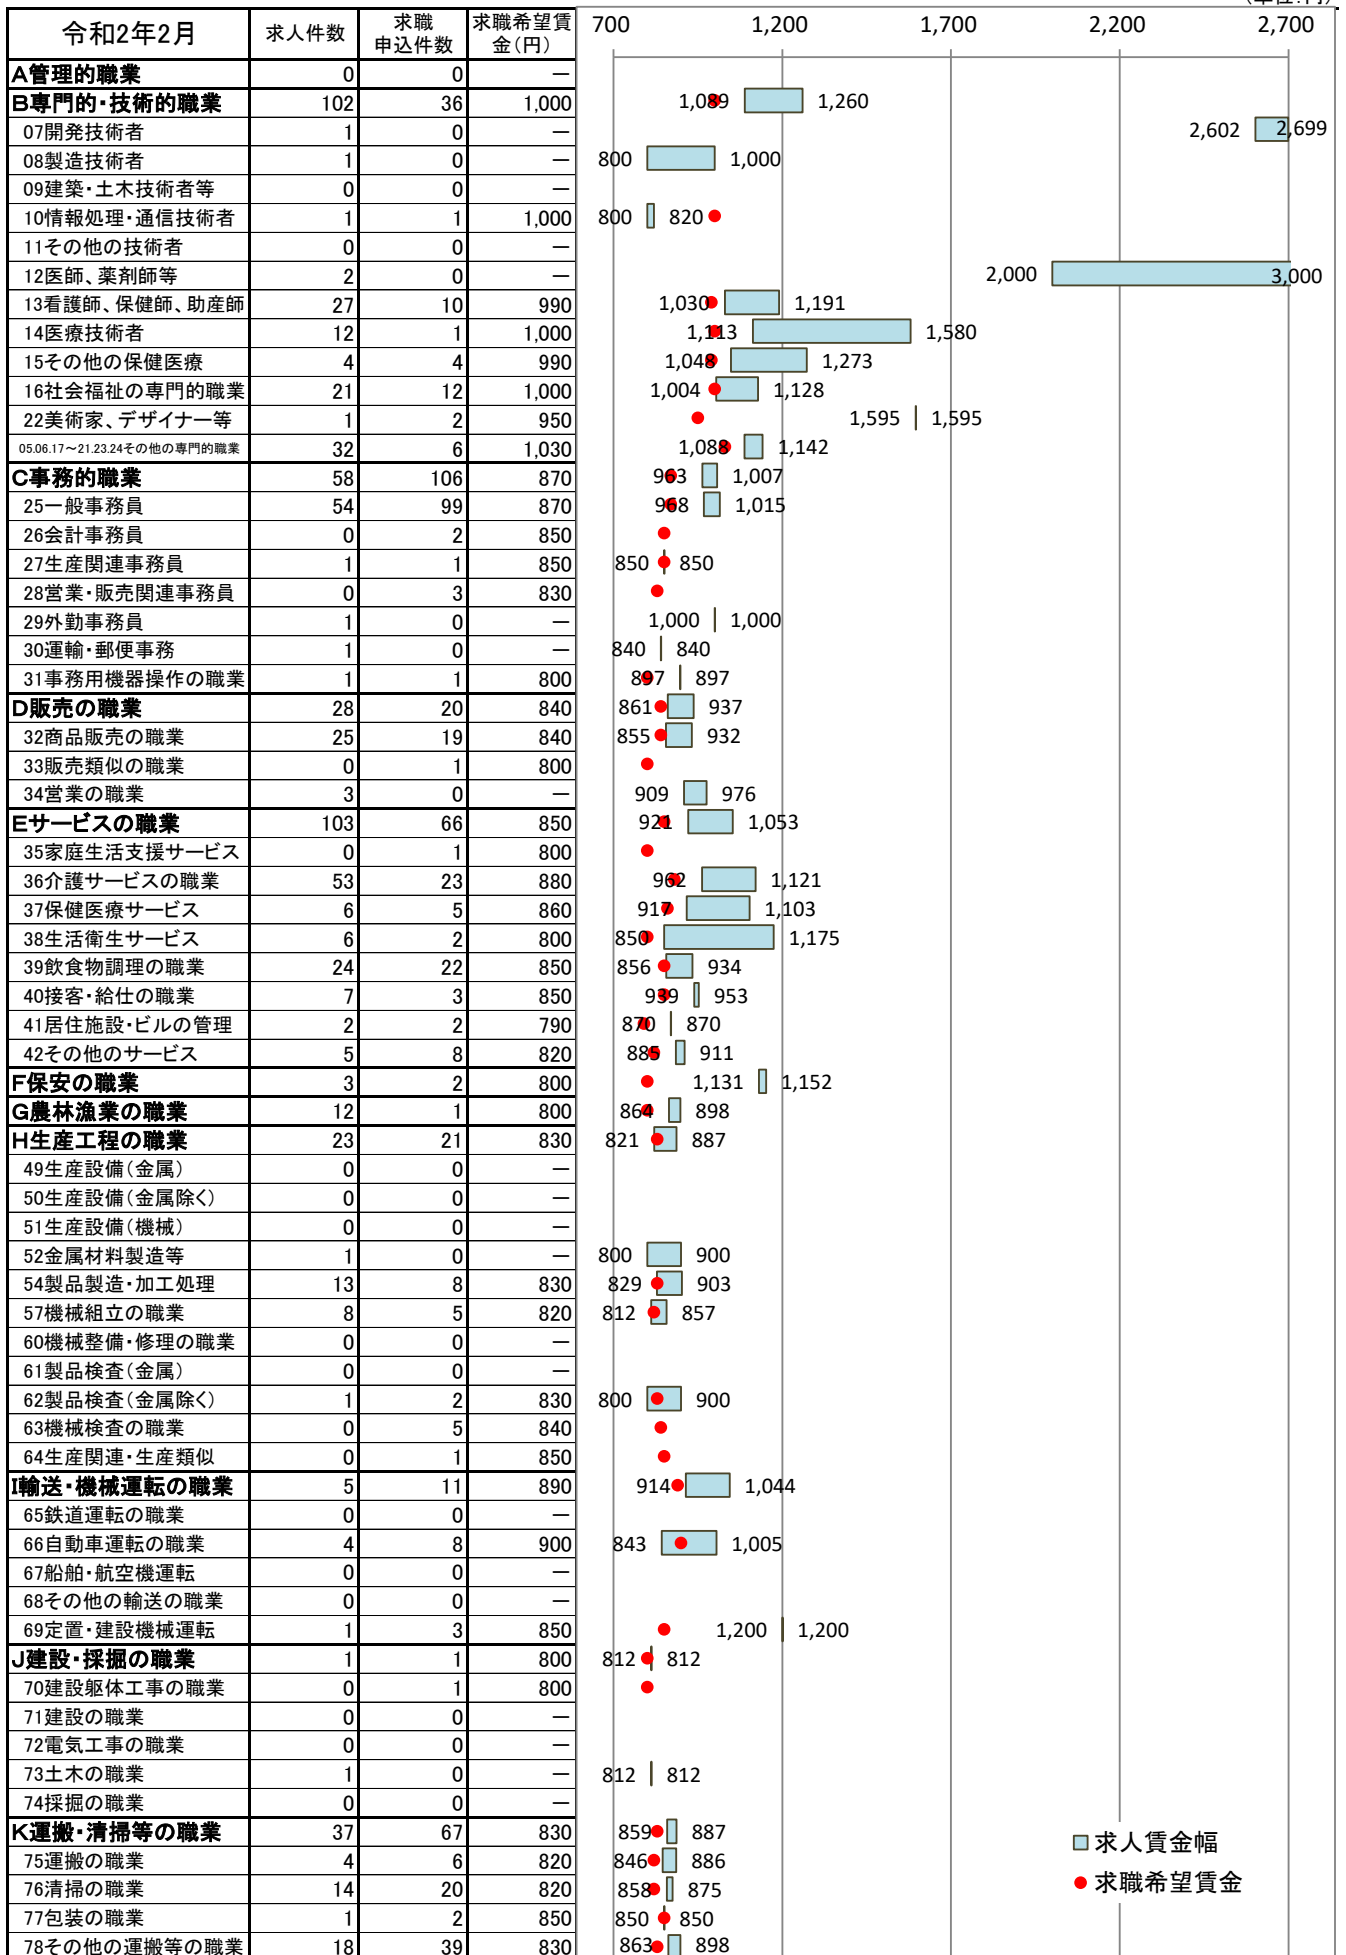 (単位:円)
令和2年2月 求人件数 求職申込件数 求職希望賃金(円) 700 1,200 1,700 2,200 2,700
A管理的職業 0 0 ―
B専門的・技術的職業 102 36 1,000 1,089 1,260
07開発技術者 1 0 ― 2,602 2,699
08製造技術者 1 0 ― 800 1,000
09建築・土木技術者等 0 0 ―
10情報処理・通信技術者 1 1 1,000 800 820
11その他の技術者 0 0 ―
12医師、薬剤師等 2 0 ― 2,000 3,000
13看護師、保健師、助産師 27 10 990 1,030 1,191
14医療技術者 12 1 1,000 1,113 1,580
15その他の保健医療 4 4 990 1,048 1,273
16社会福祉の専門的職業 21 12 1,000 1,004 1,128
22美術家、デザイナー等 1 2 950 1,595 1,595
05.06.17～21.23.24その他の専門的職業 32 6 1,030 1,088 1,142
C事務的職業 58 106 870 963 1,007
25一般事務員 54 99 870 968 1,015
26会計事務員 0 2 850
27生産関連事務員 1 1 850 850 850
28営業・販売関連事務員 0 3 830
29外勤事務員 1 0 ― 1,000 1,000
30運輸・郵便事務 1 0 ― 840 840
31事務用機器操作の職業 1 1 800 897 897
D販売の職業 28 20 840 861 937
32商品販売の職業 25 19 840 855 932
33販売類似の職業 0 1 800
34営業の職業 3 0 ― 909 976
Eサービスの職業 103 66 850 921 1,053
35家庭生活支援サービス 0 1 800
36介護サービスの職業 53 23 880 962 1,121
37保健医療サービス 6 5 860 917 1,103
38生活衛生サービス 6 2 800 850 1,175
39飲食物調理の職業 24 22 850 856 934
40接客・給仕の職業 7 3 850 939 953
41居住施設・ビルの管理 2 2 790 870 870
42その他のサービス 5 8 820 885 911
F保安の職業 3 2 800 1,131 1,152
G農林漁業の職業 12 1 800 864 898
H生産工程の職業 23 21 830 821 887
49生産設備(金属) 0 0 ―
50生産設備(金属除く) 0 0 ―
51生産設備(機械) 0 0 ―
52金属材料製造等 1 0 ― 800 900
54製品製造・加工処理 13 8 830 829 903
57機械組立の職業 8 5 820 812 857
60機械整備・修理の職業 0 0 ―
61製品検査(金属) 0 0 ―
62製品検査(金属除く) 1 2 830 800 900
63機械検査の職業 0 5 840
64生産関連・生産類似 0 1 850
I輸送・機械運転の職業 5 11 890 914 1,044
65鉄道運転の職業 0 0 ―
66自動車運転の職業 4 8 900 843 1,005
67船舶・航空機運転 0 0 ―
68その他の輸送の職業 0 0 ―
69定置・建設機械運転 1 3 850 1,200 1,200
J建設・採掘の職業 1 1 800 812 812
70建設躯体工事の職業 0 1 800
71建設の職業 0 0 ―
72電気工事の職業 0 0 ―
73土木の職業 1 0 ― 812 812
74採掘の職業 0 0 ―
K運搬・清掃等の職業 37 67 830 859 887
75運搬の職業 4 6 820 846 886
76清掃の職業 14 20 820 858 875
77包装の職業 1 2 850 850 850
78その他の運搬等の職業 18 39 830 863 898
求人賃金幅
求職希望賃金